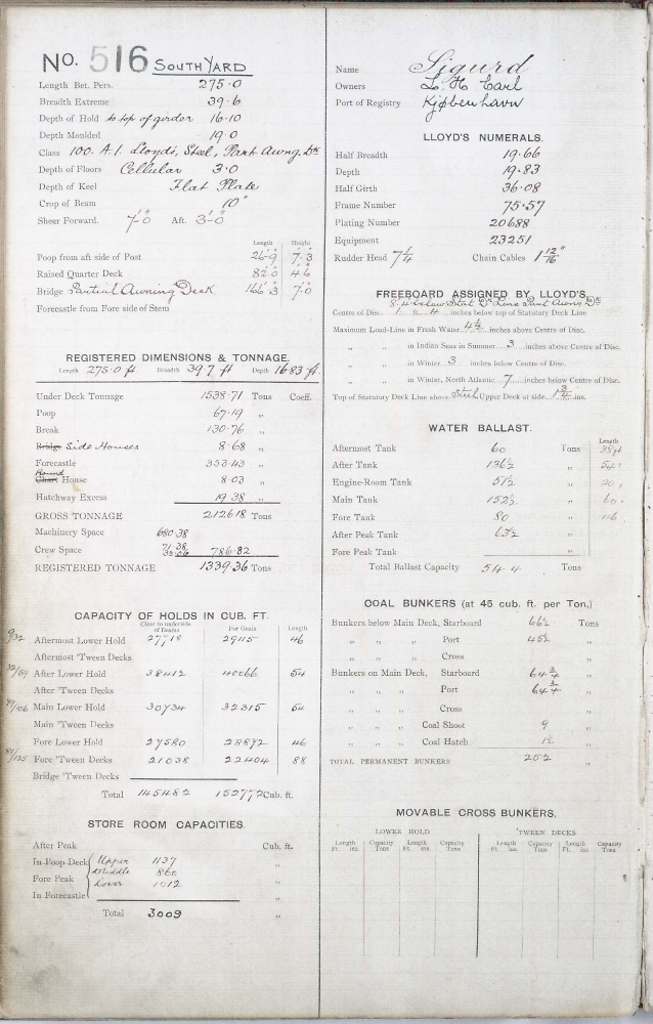 No. 516 South Yard
Length Bet. Pers. 275.0
Breadth Extreme 39.6
Depth of Hold to top of girder 16.10
Depth Moulded 19.0
Class 100. A.1. Lloyds, Steel, Part Awng. Dk
Depth of Floors Cellular 3.0
Depth of Keel Flat Plate
Crop of Beam 10"
Sheer Forward. 7'-0" Aft. 3'-0"
Length Height
Poop from aft side of Post 26.9 7.3
Raised Quarter Deck 82.0 4.6
Bridge Partial Awning Deck 166.3 7.0
Forecastle from Fore side of Stem
REGISTERED DIMENSIONS & TONNAGE.
Length 275.0 ft Breadth 39.7 ft Depth 16.83 ft.
Under Deck Tonnage 1538.71 Tons Coeff.
Poop 67.19 "
Break 130.76 "
Bridge Side Houses 8.68 "
Forecastle 353.43 "
Chart Round House 8.03 "
Hatchway Excess 19.38 "
GROSS TONNAGE 2126.18 Tons
Machinery Space 680.38
Crew Space 786.82
REGISTERED TONNAGE 1339.36 Tons
CAPACITY OF HOLDS IN CUB. FT.
Clear to underside of Beams For Grain Length
Aftermost Lower Hold 27718 29115 46
Aftermost 'Tween Decks
After Lower Hold 38412 40066 54
After 'Tween Decks
Main Lower Hold 30734 32315 54
Main 'Tween Decks
Fore Lower Hold 27580 28872 46
Fore 'Tween Decks 21038 22404 88
Bridge 'Tween Decks
Total 145482 152772 Cub. ft.
STORE ROOM CAPACITIES.
After Peak Cub. ft.
In Poop Deck Upper 1137 "
Fore Peak Middle 860 "
In Forecastle Lower 1012 "
Total 3009 "
Name Sigurd
Owners L. H. Carl
Port of Registry Kjøbenhavn
LLOYD'S NUMERALS.
Half Breadth 19.66
Depth 19.83
Half Girth 36.08
Frame Number 75.57
Plating Number 20688
Equipment 23251
Rudder Head 7 1/4 Chain Cables 1 12/16"
FREEBOARD ASSIGNED BY LLOYD'S
Centre of Disc. inches below top of Statutary Deck Line
Maximum Load-Line in Fresh Water 4½ inches above Centre of Disc.
" " in Indian Seas in Summer 3 inches above Centre of Disc.
" " in Winter 3 inches below Centre of Disc.
" " in Winter, North Atlantic 7 inches below Centre of Disc.
Top of Statutary Deck Line above Steel Upper Deck at side. 1¾ ins.
WATER BALLAST.
Length
Aftermost Tank 60 Tons
After Tank 136½ "
Engine-Room Tank 51½ "
Main Tank 152½ "
Fore Tank 80 "
After Peak Tank 63½ "
Fore Peak Tank "
Total Ballast Capacity 544 Tons
COAL BUNKERS (at 45 cub. ft. per Ton,)
Bunkers below Main Deck, Starboard 66½ Tons
" " " Port 45½ "
" " " Cross "
Bunkers on Main Deck, Starboard 64¾ "
" " " Port 64¾ "
" " " Cross "
" " " Coal Shoot 9 "
" " " Coal Hatch "
TOTAL PERMANENT BUNKERS 252 "
MOVABLE CROSS BUNKERS.
LOWER HOLD 'TWEEN DECKS
Length Capacity Length Capacity Length Capacity Length Capacity
Ft. ins. Tons Ft. ins. Tons Ft. ins. Tons Ft. ins. Tons